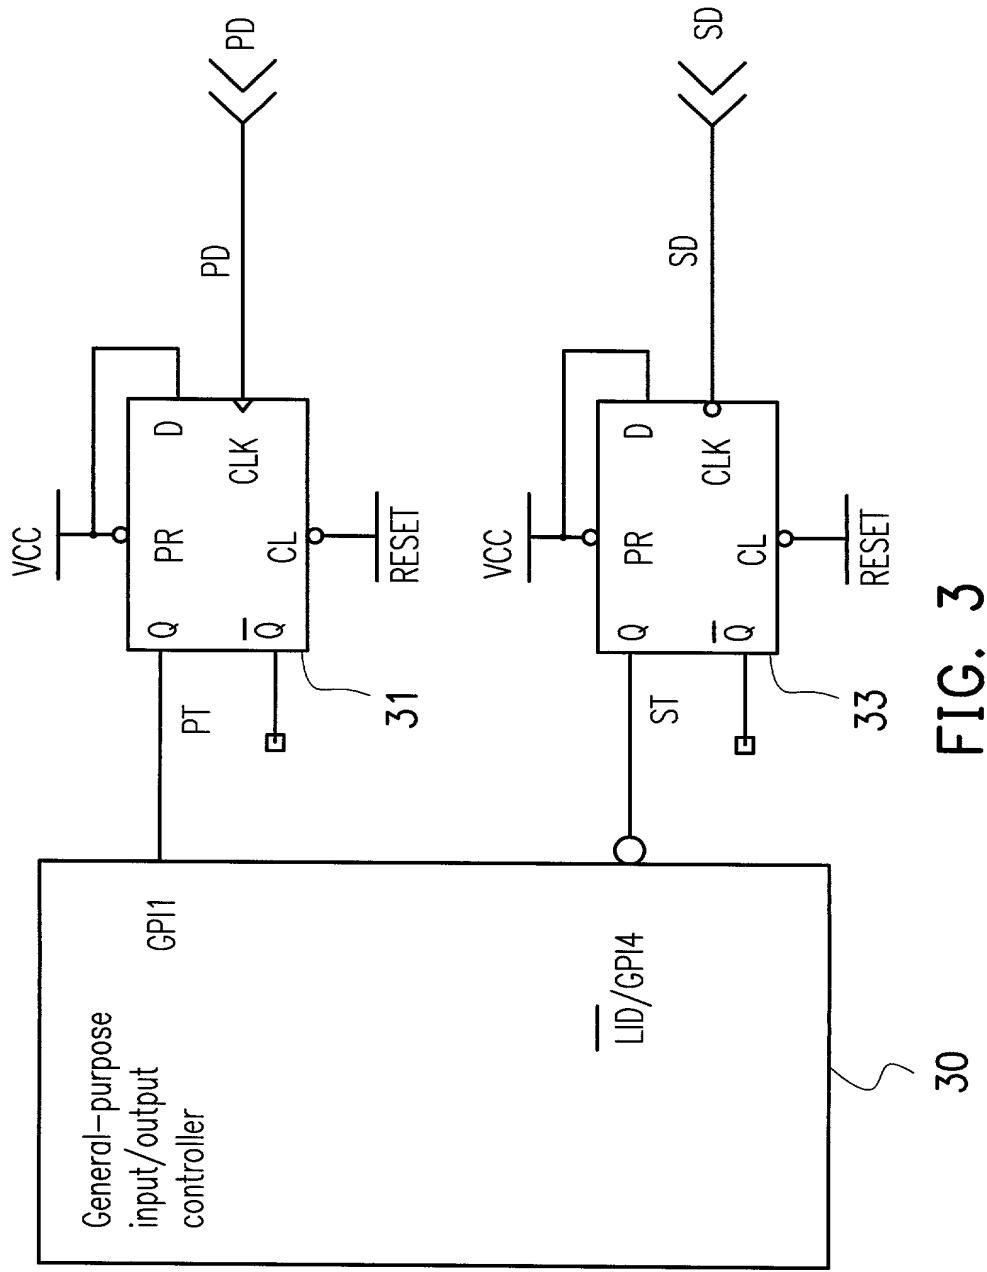 General-purpose
input/output
controller
GPI1
L̅I̅D̅/GPI4
30
PT
Q
Q̅
PR
CL
D
CLK
VCC
RESET
31
PD
PD
ST
Q
Q̅
PR
CL
D
CLK
VCC
RESET
33
SD
SD
FIG. 3